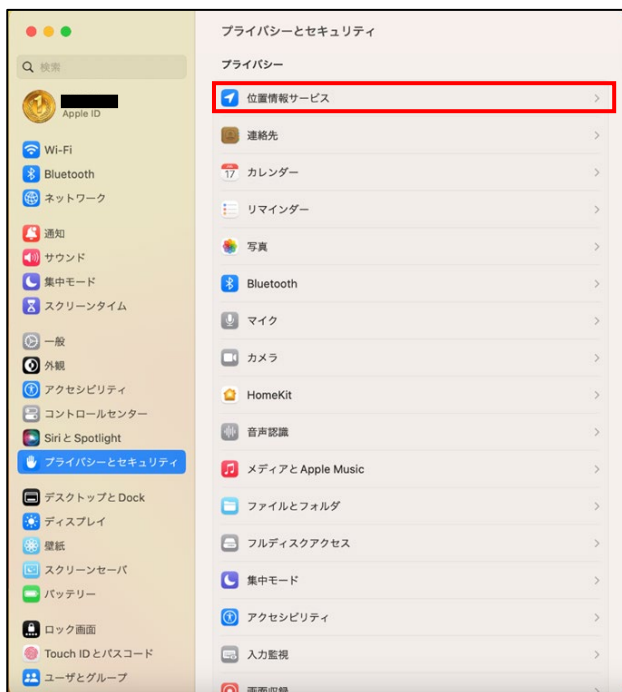 プライバシーとセキュリティ
検索
Apple ID
Wi-Fi
Bluetooth
ネットワーク
通知
サウンド
集中モード
スクリーンタイム
一般
外観
アクセシビリティ
コントロールセンター
Siri と Spotlight
プライバシーとセキュリティ
デスクトップと Dock
ディスプレイ
壁紙
スクリーンセーバ
バッテリー
ロック画面
Touch ID とパスコード
ユーザとグループ
プライバシー
位置情報サービス
連絡先
17
カレンダー
リマインダー
写真
Bluetooth
マイク
カメラ
HomeKit
音声認識
メディアと Apple Music
ファイルとフォルダ
フルディスクアクセス
集中モード
アクセシビリティ
入力監視
画面収録